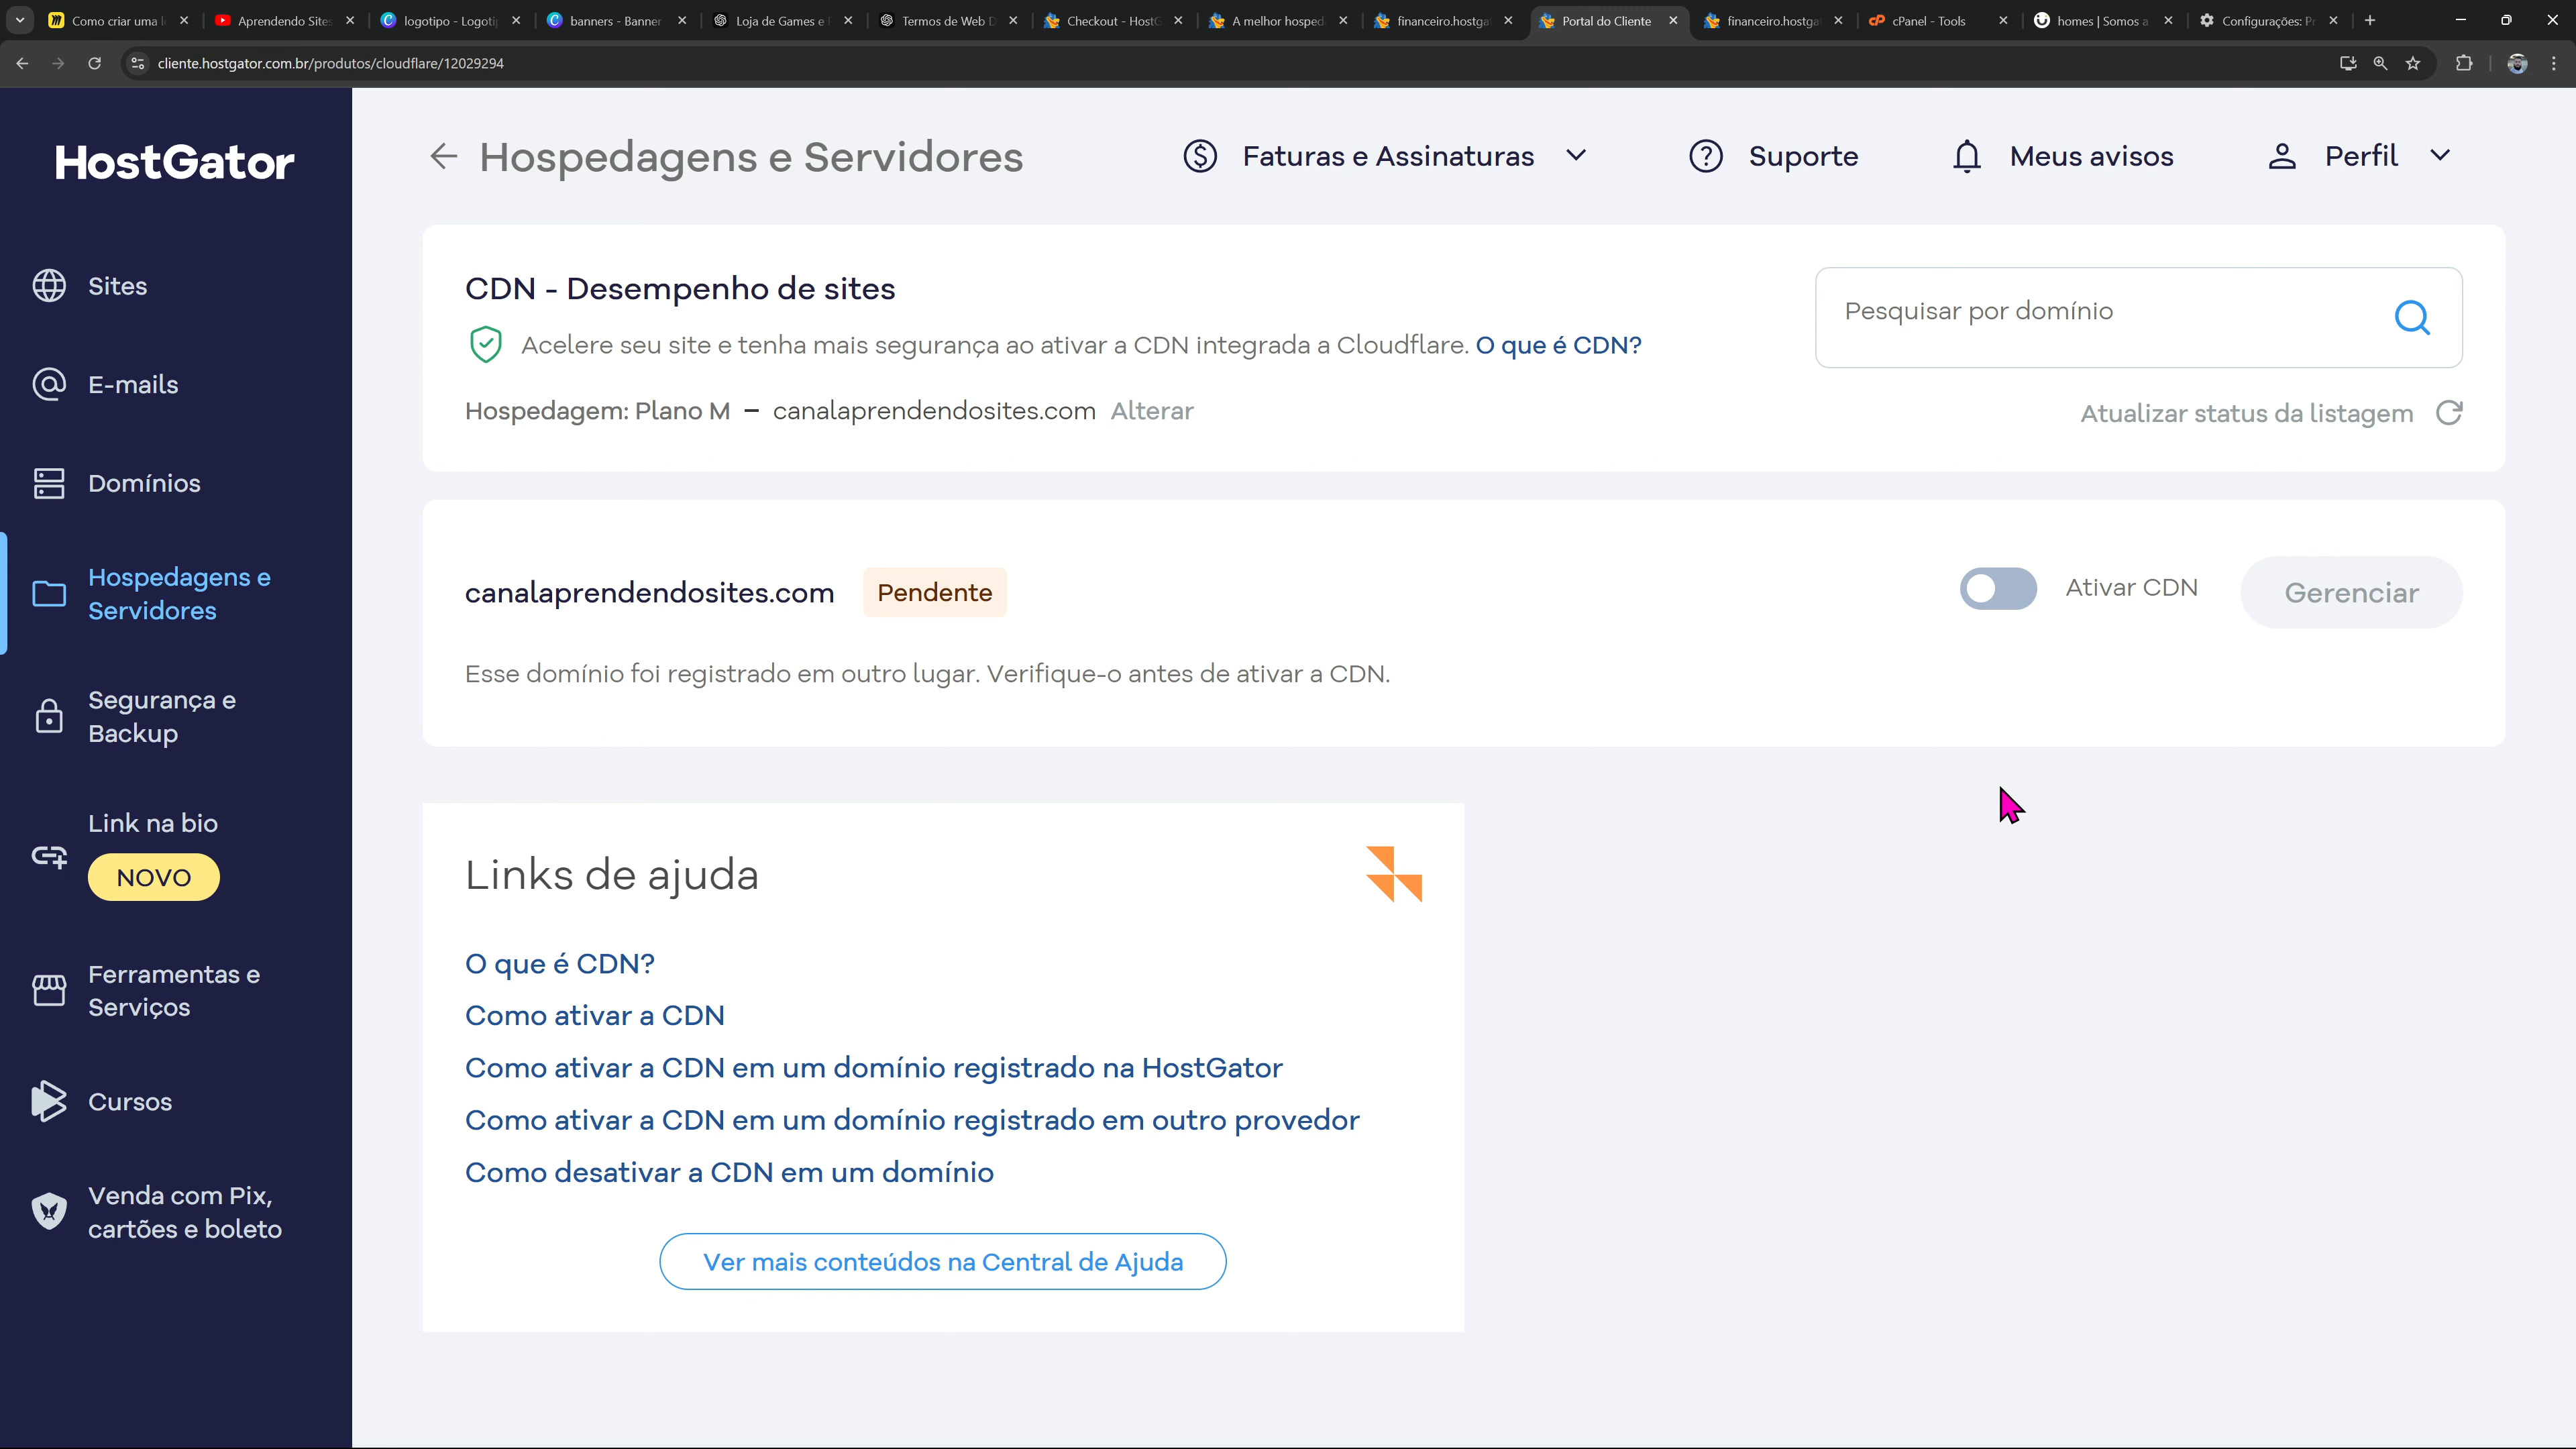 Como criar uma l
Aprendendo Sites
logotipo - Logoti
banners - Banner
Loja de Games e
Termos de Web D
Checkout - HostG
A melhor hosped
financeiro.hostga
Portal do Cliente
financeiro.hostga
cPanel - Tools
homes | Somos a
Configurações: Pr
cliente.hostgator.com.br/produtos/cloudflare/12029294
HostGator
Hospedagens e Servidores
Faturas e Assinaturas
Suporte
Meus avisos
Perfil
Sites
E-mails
Domínios
Hospedagens e
Servidores
Segurança e
Backup
Link na bio
NOVO
Ferramentas e
Serviços
Cursos
Venda com Pix,
cartões e boleto
CDN - Desempenho de sites
Acelere seu site e tenha mais segurança ao ativar a CDN integrada a Cloudflare. O que é CDN?
Hospedagem: Plano M – canalaprendendosites.com Alterar
Pesquisar por domínio
Atualizar status da listagem
canalaprendendosites.com
Pendente
Ativar CDN
Gerenciar
Esse domínio foi registrado em outro lugar. Verifique-o antes de ativar a CDN.
Links de ajuda
O que é CDN?
Como ativar a CDN
Como ativar a CDN em um domínio registrado na HostGator
Como ativar a CDN em um domínio registrado em outro provedor
Como desativar a CDN em um domínio
Ver mais conteúdos na Central de Ajuda